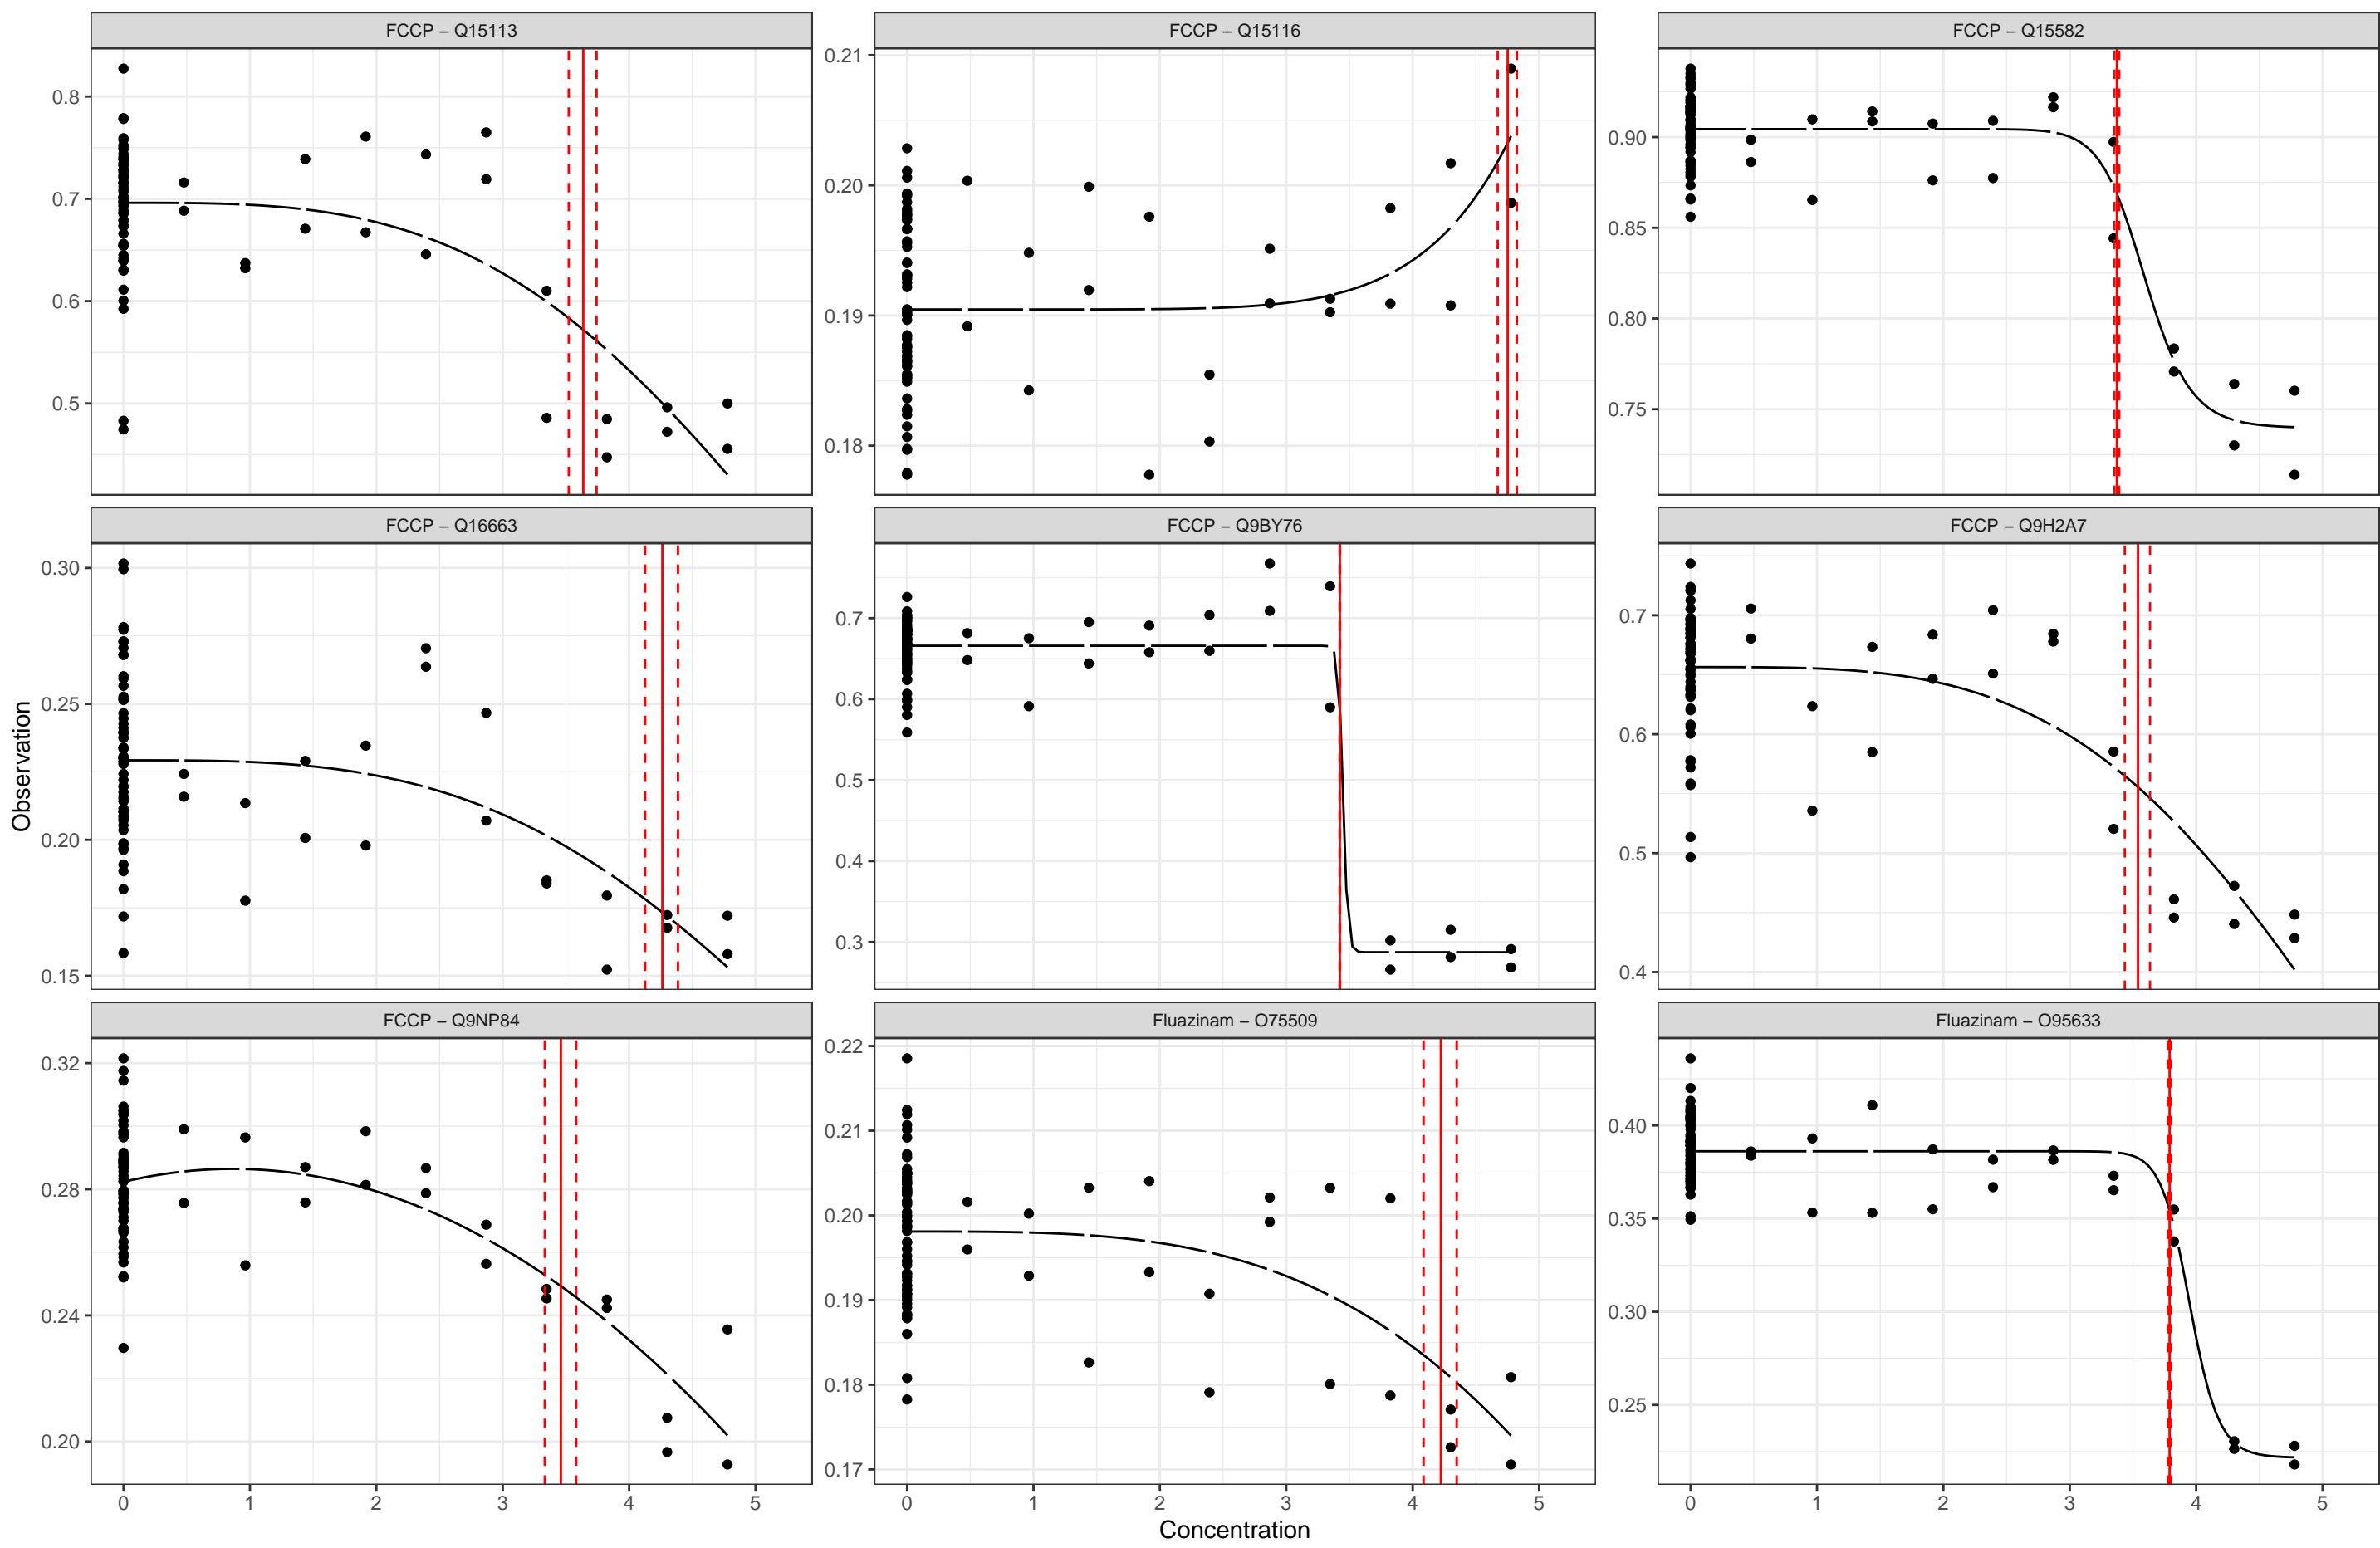 FCCP – Q15113
FCCP – Q15116
FCCP – Q15582
0.8
0.7
0.6
0.5
0.21
0.20
0.19
0.18
0.90
0.85
0.80
0.75
FCCP – Q16663
FCCP – Q9BY76
FCCP – Q9H2A7
0.30
0.25
0.20
0.15
0.7
0.6
0.5
0.4
0.3
0.7
0.6
0.5
0.4
Observation
FCCP – Q9NP84
Fluazinam – O75509
Fluazinam – O95633
0.32
0.28
0.24
0.20
0.22
0.21
0.20
0.19
0.18
0.17
0.40
0.35
0.30
0.25
0 1 2 3 4 5
0 1 2 3 4 5
0 1 2 3 4 5
Concentration